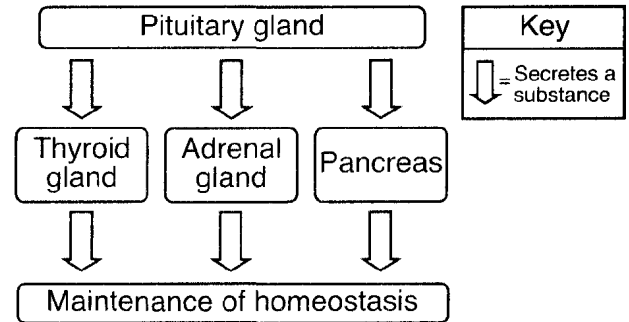 Pituitary gland
Key
= Secretes a
substance
Thyroid
gland
Adrenal
gland
Pancreas
Maintenance of homeostasis